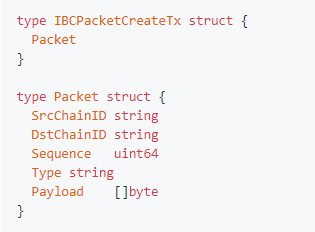 type IBCPacketCreateTx struct {
  Packet
}

type Packet struct {
  SrcChainID string
  DstChainID string
  Sequence   uint64
  Type string
  Payload    []byte
}